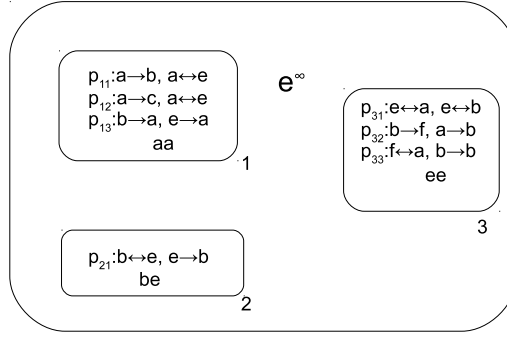 p₁₁:a→b, a↔e
p₁₂:a→c, a↔e
p₁₃:b→a, e→a
aa
1
e^∞
p₃₁:e↔a, e↔b
p₃₂:b→f, a→b
p₃₃:f↔a, b→b
ee
3
p₂₁:b↔e, e→b
be
2